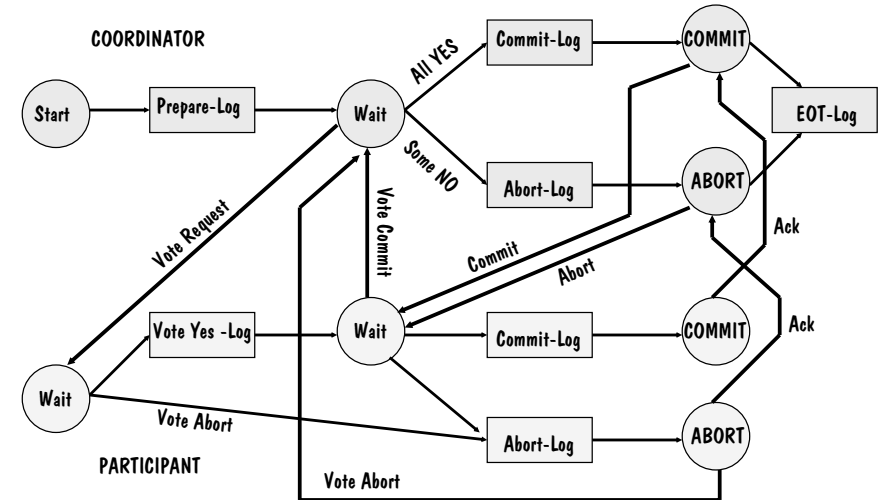 COORDINATOR
Commit-Log
COMMIT
All YES
Start
Prepare-Log
Wait
EOT-Log
Some NO
Abort-Log
ABORT
Vote Request
Vote Commit
Ack
Commit
Abort
Vote Yes -Log
Wait
Commit-Log
COMMIT
Ack
Wait
Vote Abort
Abort-Log
ABORT
PARTICIPANT
Vote Abort